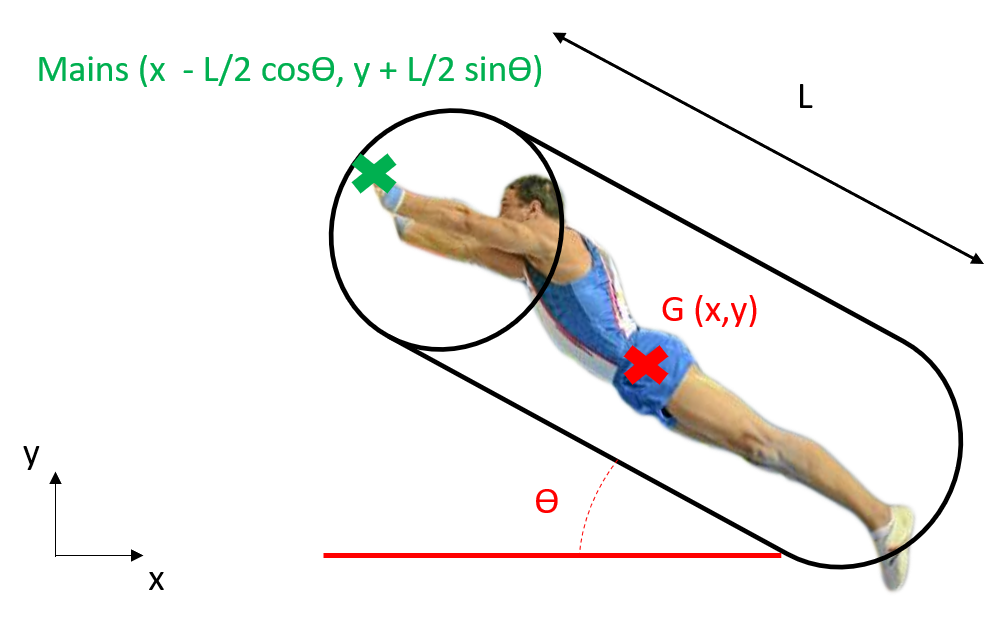 Mains (x  - L/2 cosϴ, y + L/2 sinϴ)
L
G (x,y)
y
ϴ
x